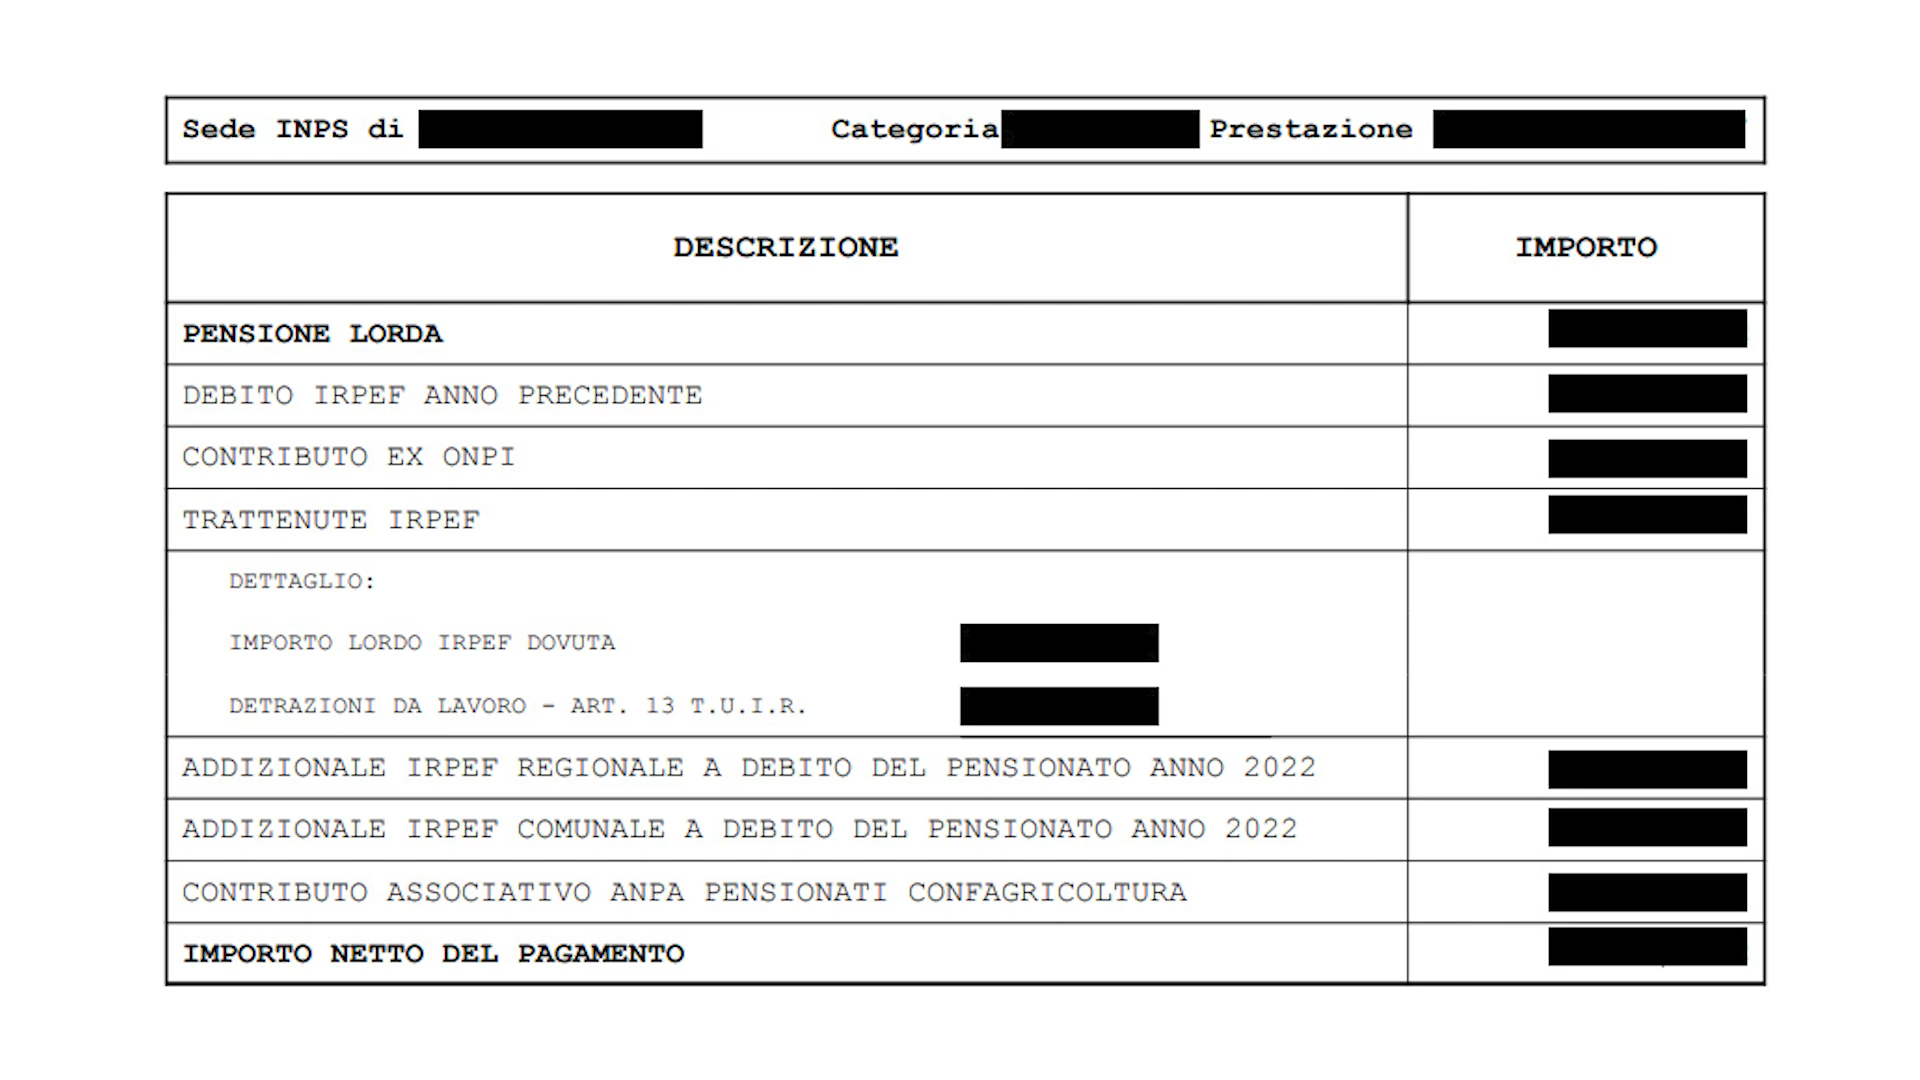 Sede INPS di Categoria Prestazione
DESCRIZIONE IMPORTO
PENSIONE LORDA
DEBITO IRPEF ANNO PRECEDENTE
CONTRIBUTO EX ONPI
TRATTENUTE IRPEF
DETTAGLIO:
IMPORTO LORDO IRPEF DOVUTA
DETRAZIONI DA LAVORO - ART. 13 T.U.I.R.
ADDIZIONALE IRPEF REGIONALE A DEBITO DEL PENSIONATO ANNO 2022
ADDIZIONALE IRPEF COMUNALE A DEBITO DEL PENSIONATO ANNO 2022
CONTRIBUTO ASSOCIATIVO ANPA PENSIONATI CONFAGRICOLTURA
IMPORTO NETTO DEL PAGAMENTO